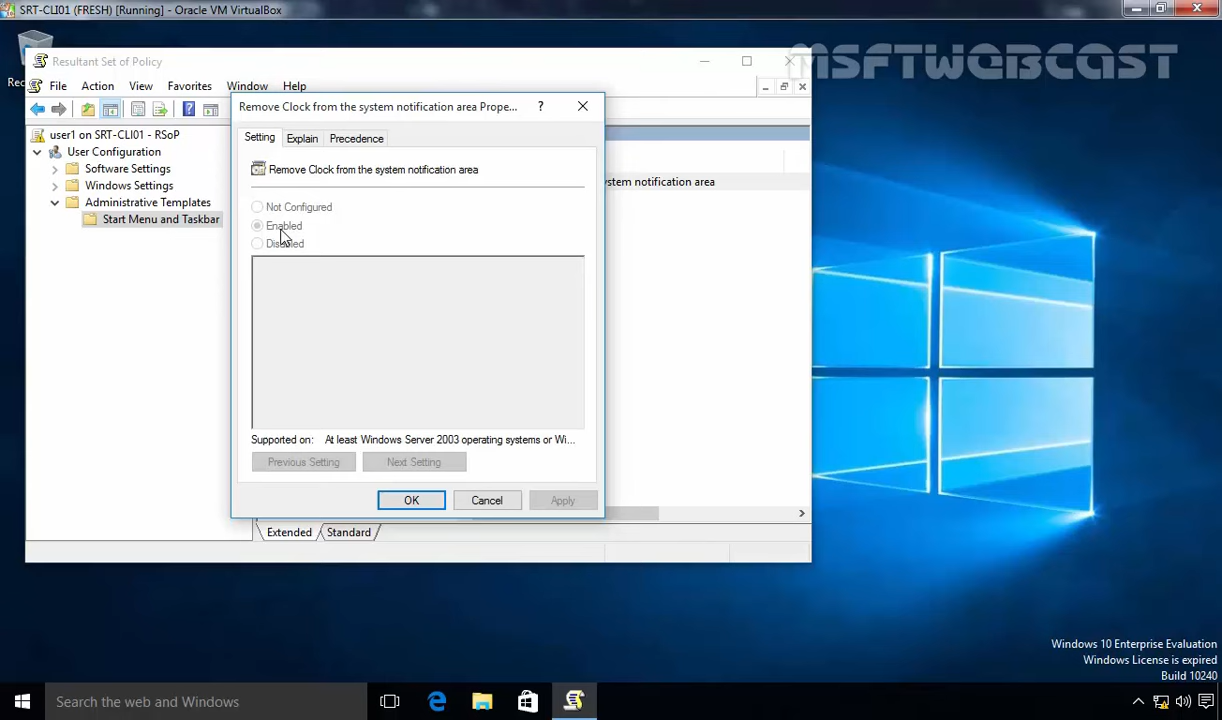 SRT-CLI01 (FRESH) [Running] - Oracle VM VirtualBox
MSFTWEBCAST
Resultant Set of Policy
File Action View Favorites Window Help
Remove Clock from the system notification area Prope...
user1 on SRT-CLI01 - RSoP
User Configuration
Software Settings
Windows Settings
Administrative Templates
Start Menu and Taskbar
Setting Explain Precedence
Remove Clock from the system notification area
stem notification area
Not Configured
Enabled
Disabled
Supported on: At least Windows Server 2003 operating systems or Wi...
Previous Setting Next Setting
OK Cancel Apply
Extended Standard
Windows 10 Enterprise Evaluation
Windows License is expired
Build 10240
Search the web and Windows